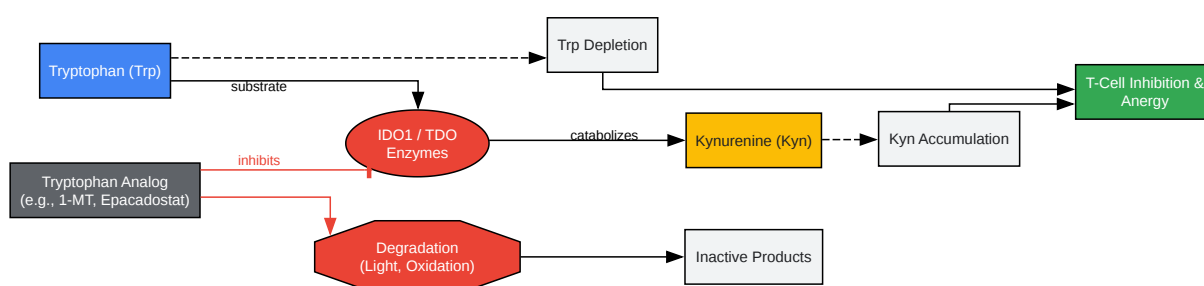 Trp Depletion
Tryptophan (Trp)
substrate
T-Cell Inhibition &
Anergy
IDO1 / TDO
Enzymes
catabolizes
Kynurenine (Kyn)
Kyn Accumulation
inhibits
Tryptophan Analog
(e.g., 1-MT, Epacadostat)
Degradation
(Light, Oxidation)
Inactive Products